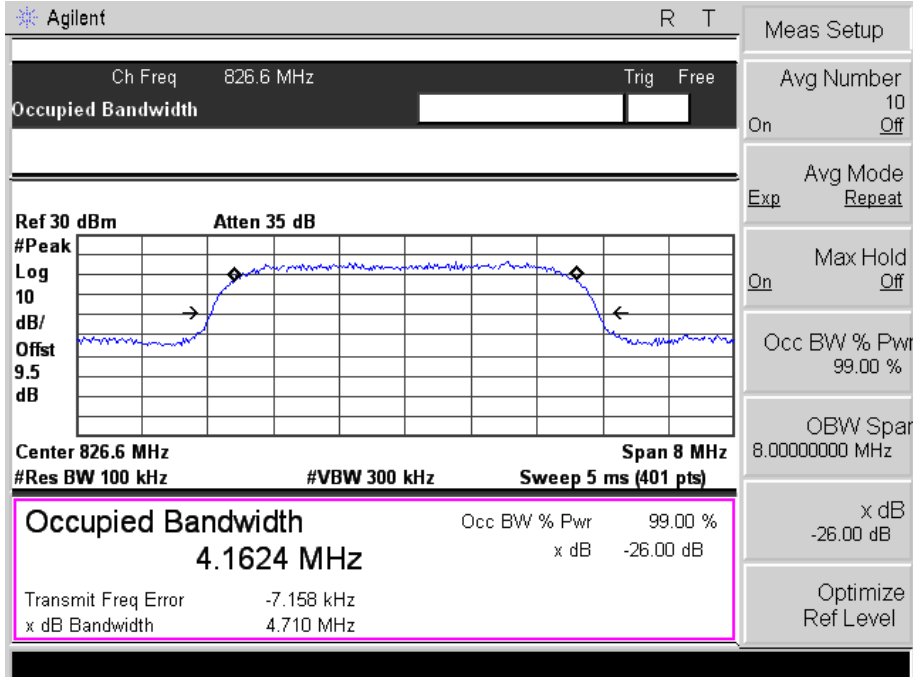 Agilent R T
Ch Freq 826.6 MHz Trig Free
Occupied Bandwidth
Ref 30 dBm Atten 35 dB
#Peak
Log
10
dB/
Offst
9.5
dB
Center 826.6 MHz Span 8 MHz
#Res BW 100 kHz #VBW 300 kHz Sweep 5 ms (401 pts)
Occupied Bandwidth
4.1624 MHz
Occ BW % Pwr 99.00 %
x dB -26.00 dB
Transmit Freq Error -7.158 kHz
x dB Bandwidth 4.710 MHz
Meas Setup
Avg Number
10
On Off
Avg Mode
Exp Repeat
Max Hold
On Off
Occ BW % Pwr
99.00 %
OBW Span
8.00000000 MHz
x dB
-26.00 dB
Optimize
Ref Level